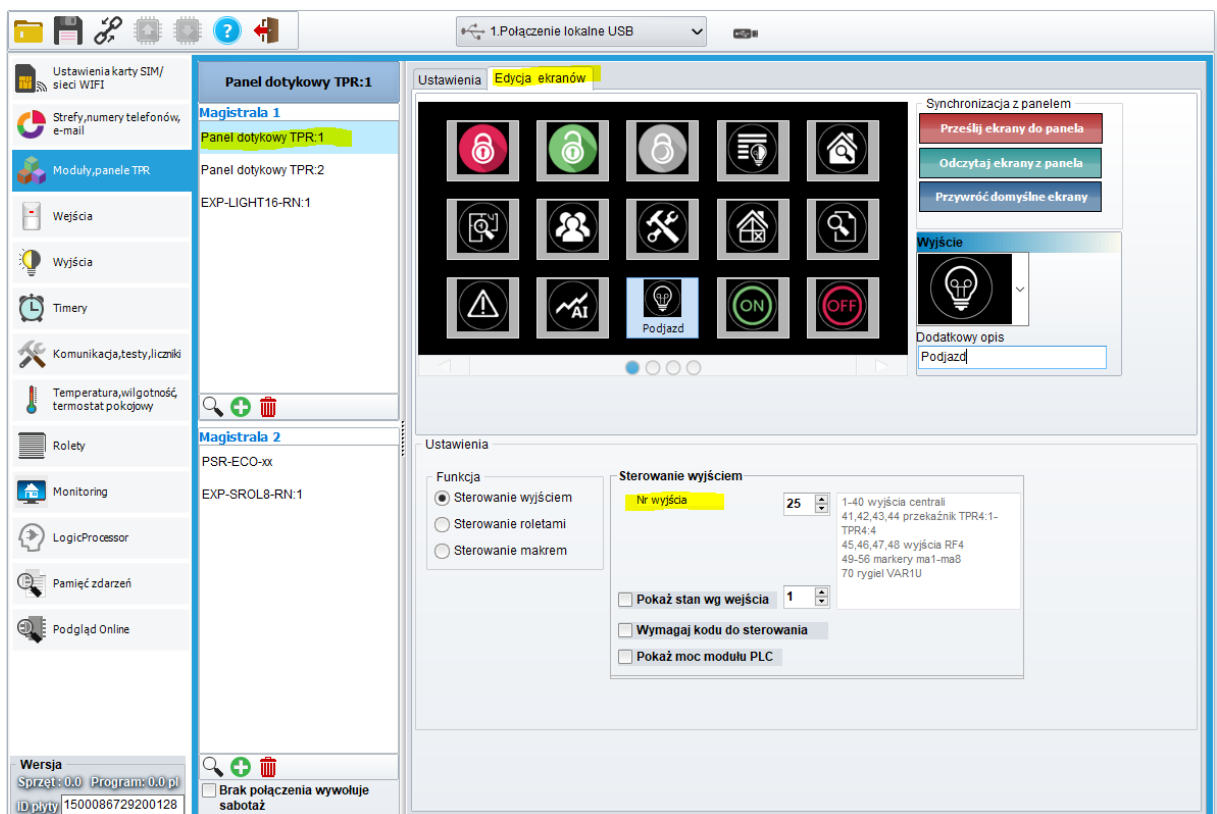 1.Połączenie lokalne USB
Ustawienia karty SIM/
sieci WIFI
Strefy,numery telefonów,
e-mail
Moduły,panele TPR
Wejścia
Wyjścia
Timery
Komunikacja,testy,liczniki
Temperatura,wilgotność,
termostat pokojowy
Rolety
Monitoring
LogicProcessor
Pamięć zdarzeń
Podgląd Online
Wersja
Sprzęt: 0.0 Program: 0.0 pl
ID płyty 1500086729200128
Panel dotykowy TPR:1
Magistrala 1
Panel dotykowy TPR:1
Panel dotykowy TPR:2
EXP-LIGHT16-RN:1
Magistrala 2
PSR-ECO-xx
EXP-SROL8-RN:1
Brak połączenia wywołuje
sabotaż
Ustawienia Edycja ekranów
AI
Podjazd
ON
OFF
Synchronizacja z panelem
Prześlij ekrany do panela
Odczytaj ekrany z panela
Przywróć domyślne ekrany
Wyjście
Dodatkowy opis
Podjazd
Ustawienia
Funkcja
Sterowanie wyjściem
Sterowanie roletami
Sterowanie makrem
Sterowanie wyjściem
Nr wyjścia 25
1-40 wyjścia centrali
41,42,43,44 przekaźnik TPR4:1-
TPR4:4
45,46,47,48 wyjścia RF4
49-56 markery ma1-ma8
70 rygiel VAR1U
Pokaż stan wg wejścia 1
Wymagaj kodu do sterowania
Pokaż moc modułu PLC